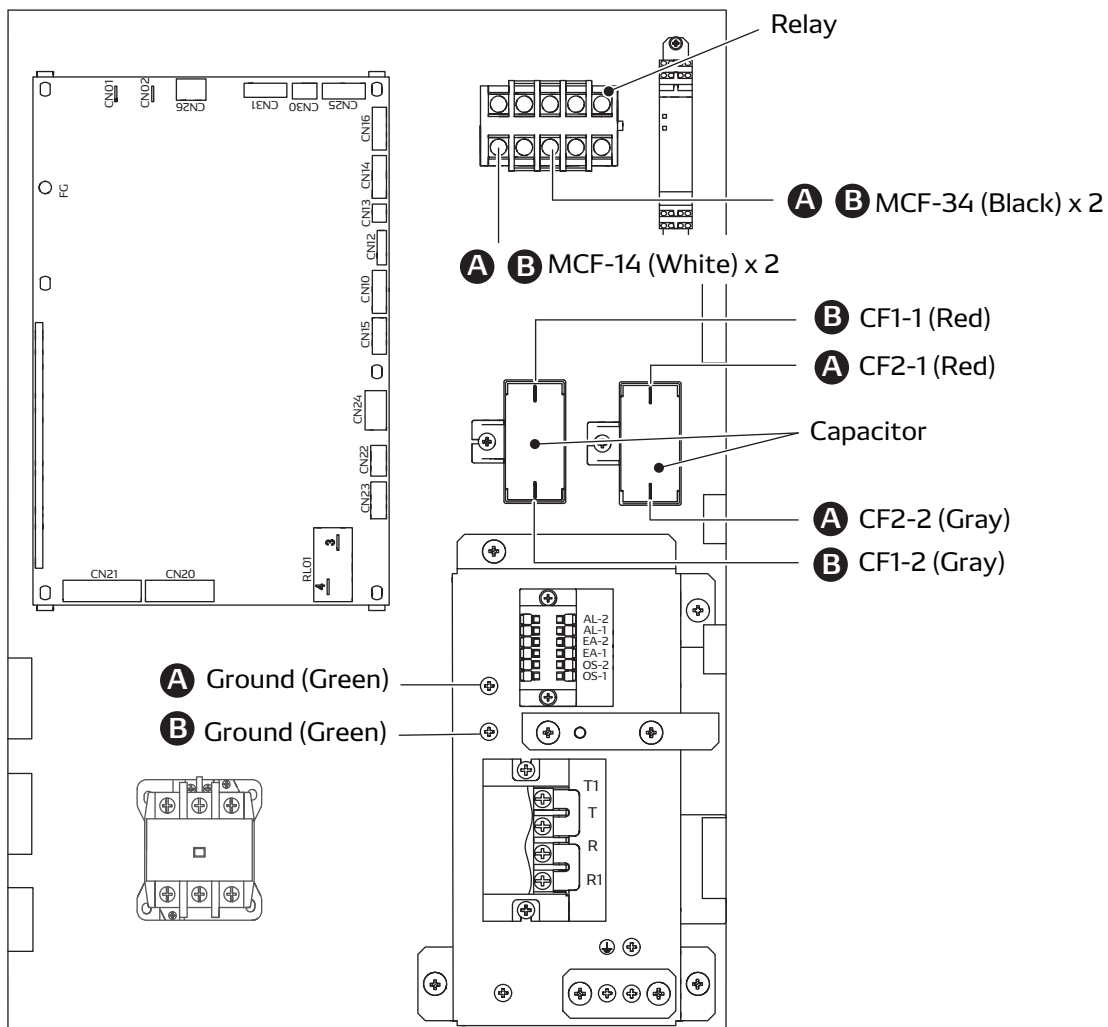 Relay
CN01
CN02
CN26
CN31
CN30
CN25
CN16
CN14
FG
CN13
CN12
CN10
CN15
CN24
CN22
CN23
A B MCF-34 (Black) x 2
A B MCF-14 (White) x 2
B CF1-1 (Red)
A CF2-1 (Red)
Capacitor
A CF2-2 (Gray)
B CF1-2 (Gray)
RL01
3
4
CN21
CN20
AL-2
AL-1
EA-2
EA-1
OS-2
OS-1
A Ground (Green)
B Ground (Green)
T1
T
R
R1